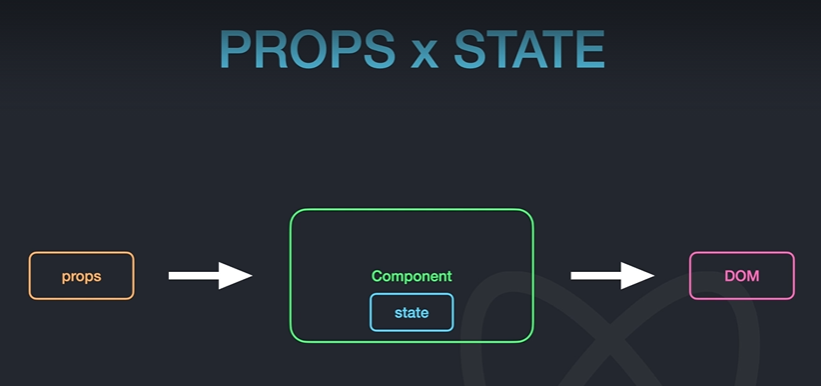 PROPS x STATE
props
Component
state
DOM